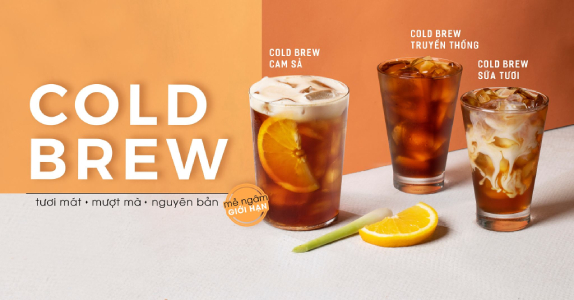 COLD BREW
CAM SẢ
COLD BREW
TRUYỀN THỐNG
COLD BREW
SỮA TƯƠI
COLD
BREW
tươi mát • mượt mà • nguyên bản
mẻ ngâm
GIỚI HẠN